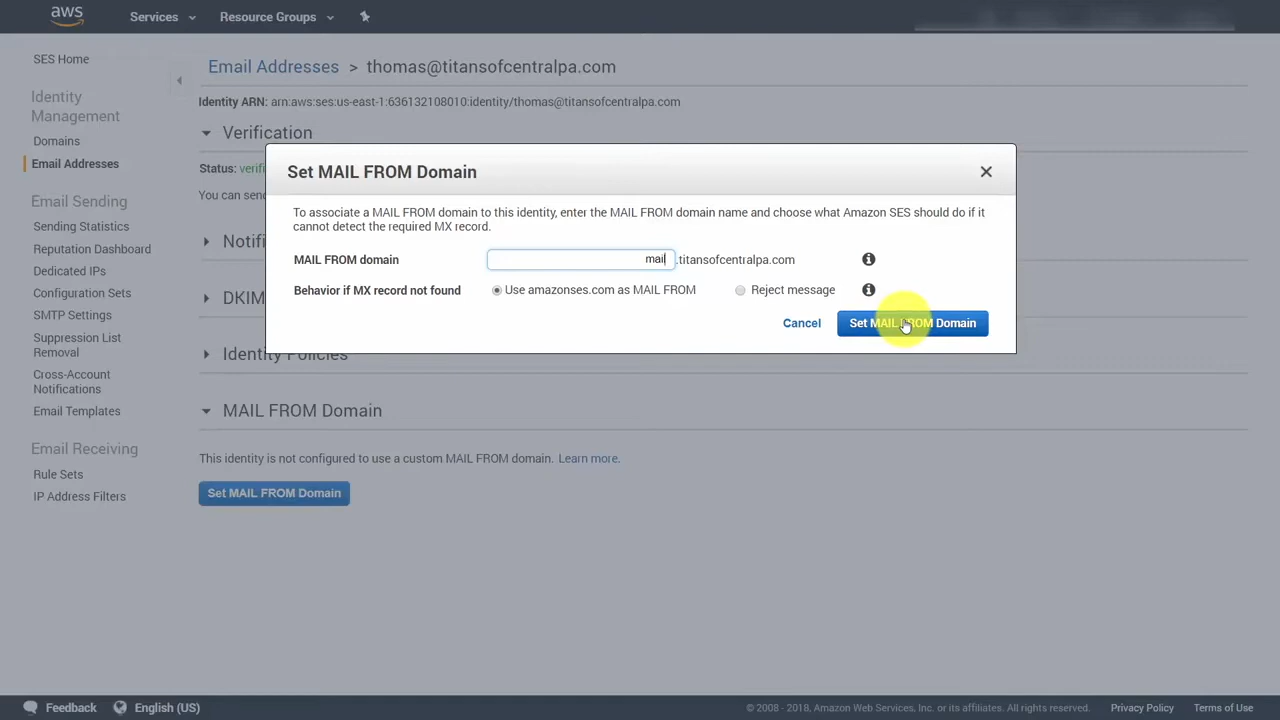 aws Services Resource Groups
SES Home
Identity Management
Domains
Email Addresses
Email Sending
Sending Statistics
Reputation Dashboard
Dedicated IPs
Configuration Sets
SMTP Settings
Suppression List
Removal
Cross-Account
Notifications
Email Templates
Email Receiving
Rule Sets
IP Address Filters
Email Addresses > thomas@titansofcentralpa.com
Identity ARN: arn:aws:ses:us-east-1:636132108010:identity/thomas@titansofcentralpa.com
Verification
Status: verifi
You can send
Notifi
DKIM
Identity Policies
MAIL FROM Domain
This identity is not configured to use a custom MAIL FROM domain. Learn more.
Set MAIL FROM Domain
Set MAIL FROM Domain
To associate a MAIL FROM domain to this identity, enter the MAIL FROM domain name and choose what Amazon SES should do if it
cannot detect the required MX record.
MAIL FROM domain mail .titansofcentralpa.com
Behavior if MX record not found Use amazonses.com as MAIL FROM Reject message
Cancel Set MAIL FROM Domain
Feedback English (US) © 2008 - 2018, Amazon Web Services, Inc. or its affiliates. All rights reserved. Privacy Policy Terms of Use